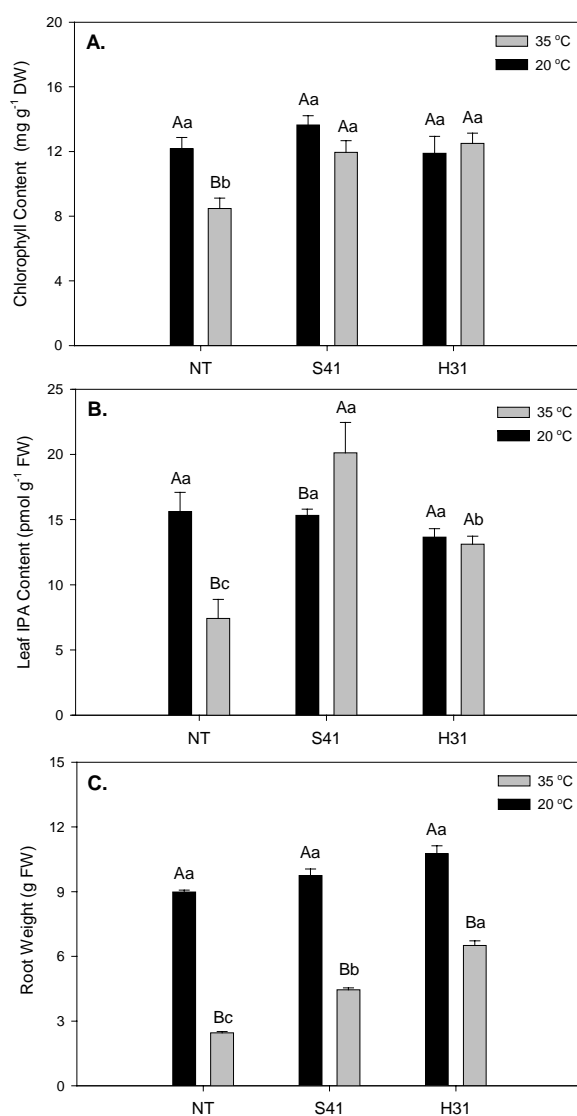 A.
35 °C
20 °C
Chlorophyll Content (mg g⁻¹ DW)
20
16
12
8
4
0
Aa
Bb
Aa
Aa
Aa
Aa
NT
S41
H31
B.
35 °C
20 °C
Leaf IPA Content (pmol g⁻¹ FW)
25
20
15
10
5
0
Aa
Bc
Ba
Aa
Aa
Ab
NT
S41
H31
C.
35 °C
20 °C
Root Weight (g FW)
15
12
9
6
3
0
Aa
Bc
Aa
Bb
Aa
Ba
NT
S41
H31